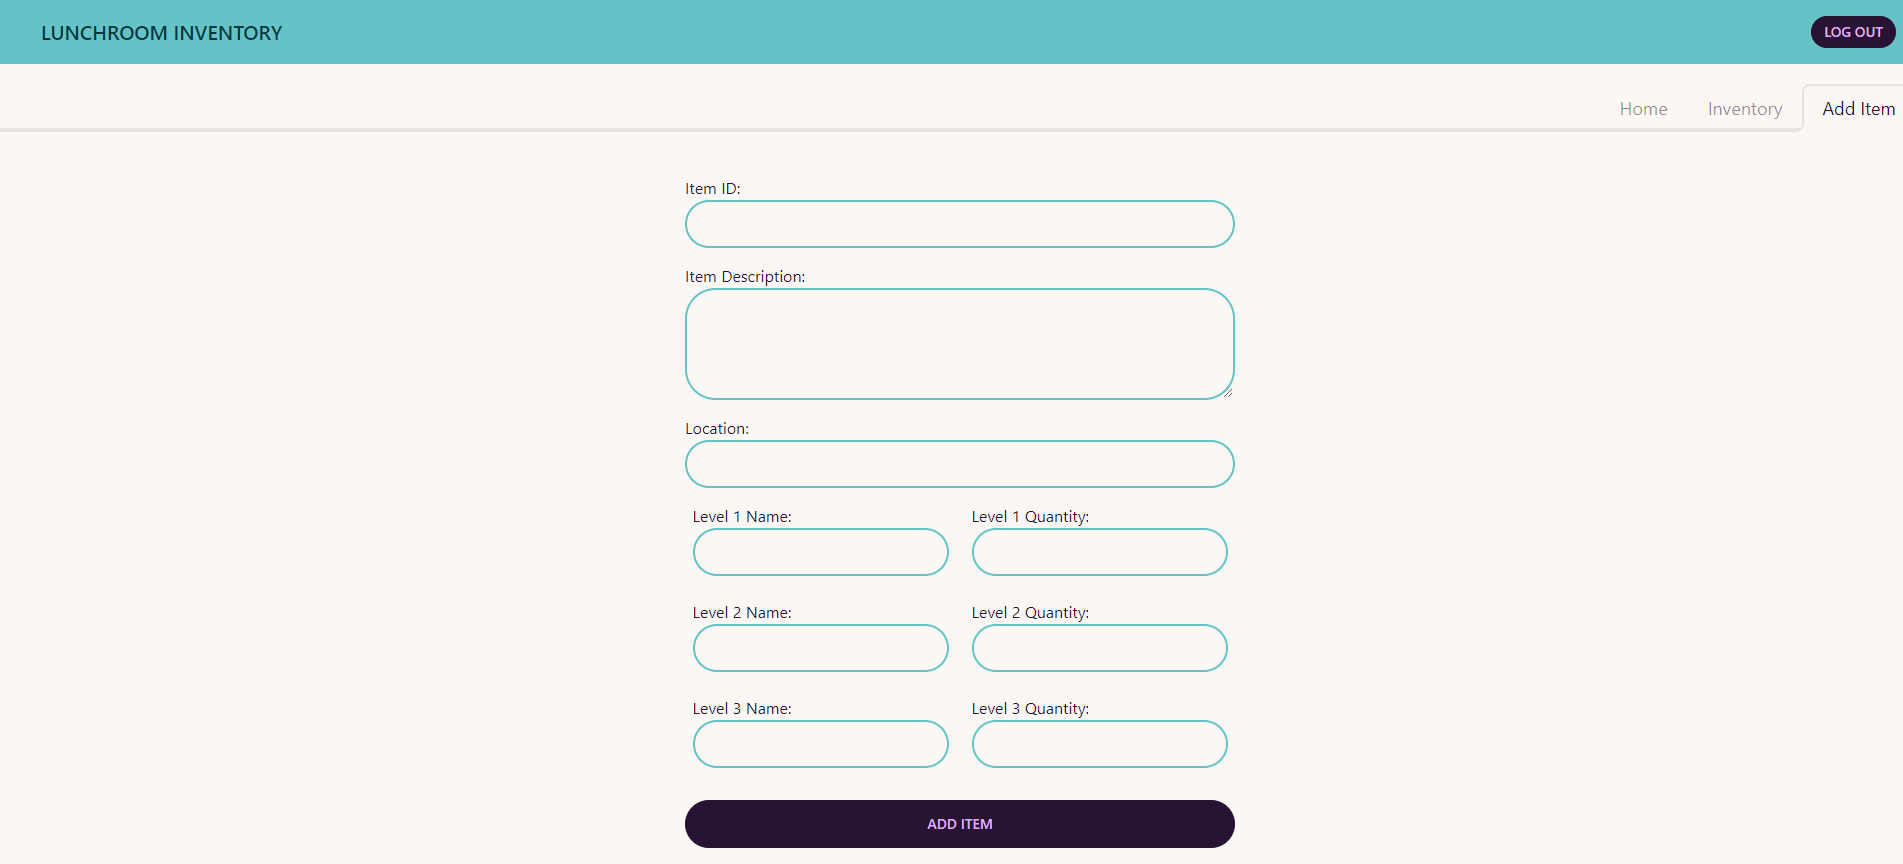 LUNCHROOM INVENTORY
LOG OUT
Home
Inventory
Add Item
Item ID:
Item Description:
Location:
Level 1 Name:
Level 1 Quantity:
Level 2 Name:
Level 2 Quantity:
Level 3 Name:
Level 3 Quantity:
ADD ITEM